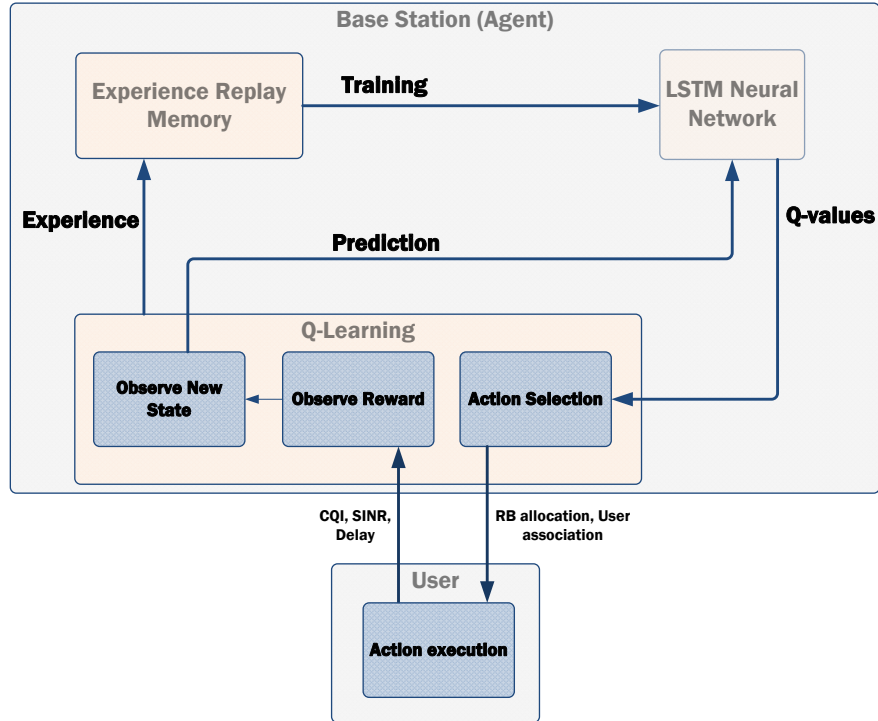 Base Station (Agent)
Experience Replay
Memory
Training
LSTM Neural
Network
Experience
Prediction
Q-values
Q-Learning
Observe New
State
Observe Reward
Action Selection
CQI, SINR,
Delay
RB allocation, User
association
User
Action execution